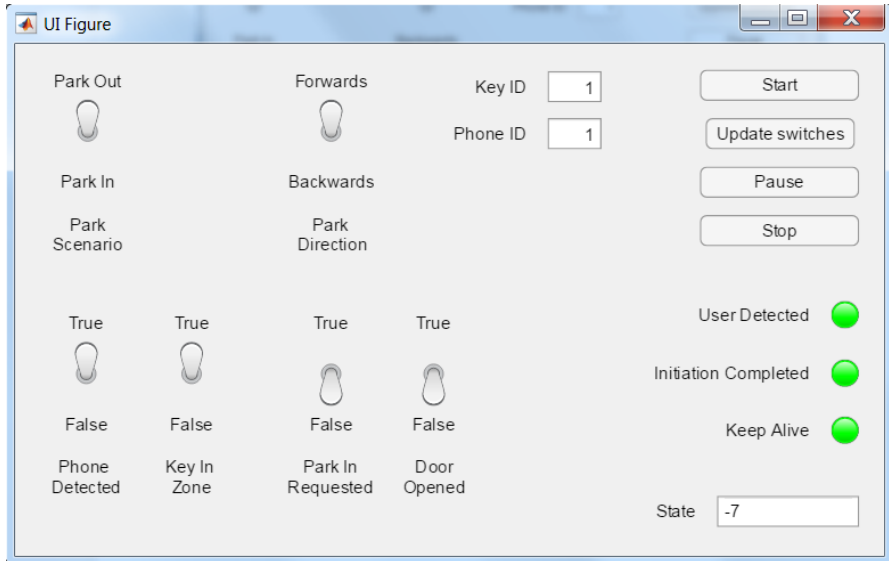 UI Figure
Park Out
Forwards
Key ID 1
Start
Phone ID 1
Update switches
Park In
Backwards
Pause
Park
Scenario
Park
Direction
Stop
True
True
True
True
User Detected
Initiation Completed
False
False
False
False
Keep Alive
Phone
Detected
Key In
Zone
Park In
Requested
Door
Opened
State -7